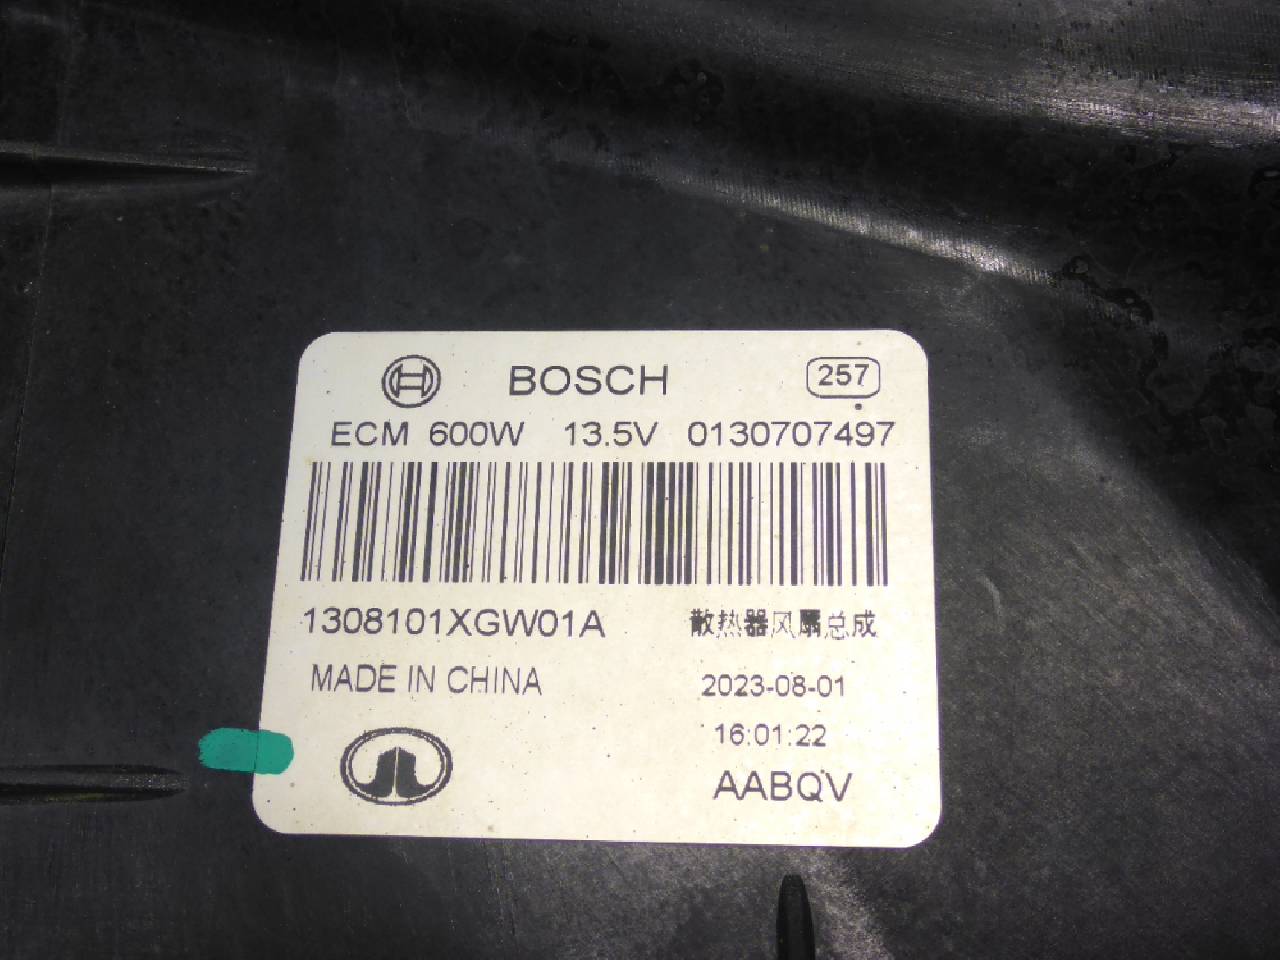 BOSCH 257
ECM 600W 13.5V 0130707497
1308101XGW01A 散热器风扇总成
MADE IN CHINA 2023-08-01
16:01:22
AABQV